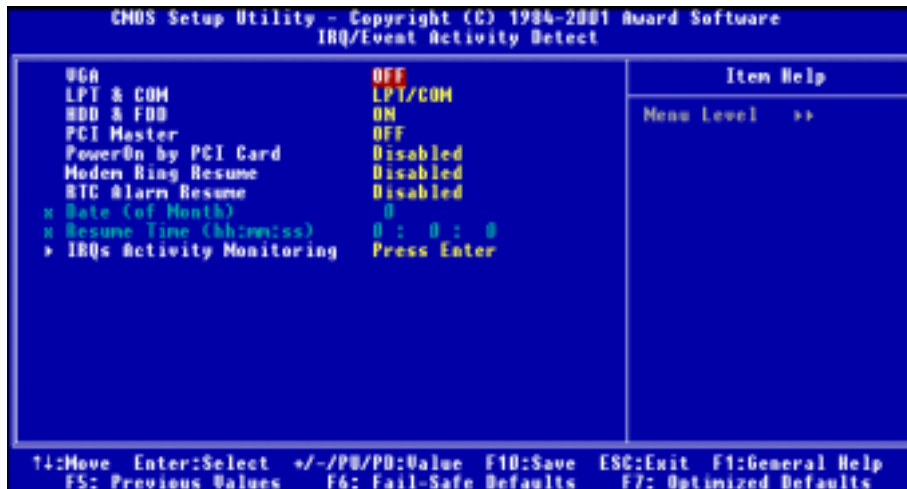 CMOS Setup Utility - Copyright (C) 1984-2001 Award Software
IRQ/Event Activity Detect
VGA OFF
LPT & COM LPT/COM
HDD & FDD ON
PCI Master OFF
PowerOn by PCI Card Disabled
Modem Ring Resume Disabled
RTC Alarm Resume Disabled
x Date (of Month) 0
x Resume Time (hh:mm:ss) 0 : 0 : 0
▸ IRQs Activity Monitoring Press Enter
Item Help
Menu Level ▸▸
↑↓:Move Enter:Select +/-/PU/PD:Value F10:Save ESC:Exit F1:General Help
F5: Previous Values F6: Fail-Safe Defaults F7: Optimized Defaults